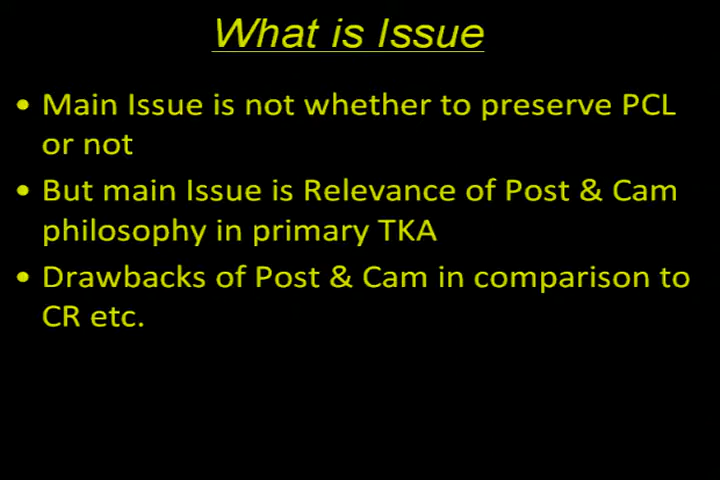 What is Issue
• Main Issue is not whether to preserve PCL
or not
• But main Issue is Relevance of Post & Cam
philosophy in primary TKA
• Drawbacks of Post & Cam in comparison to
CR etc.